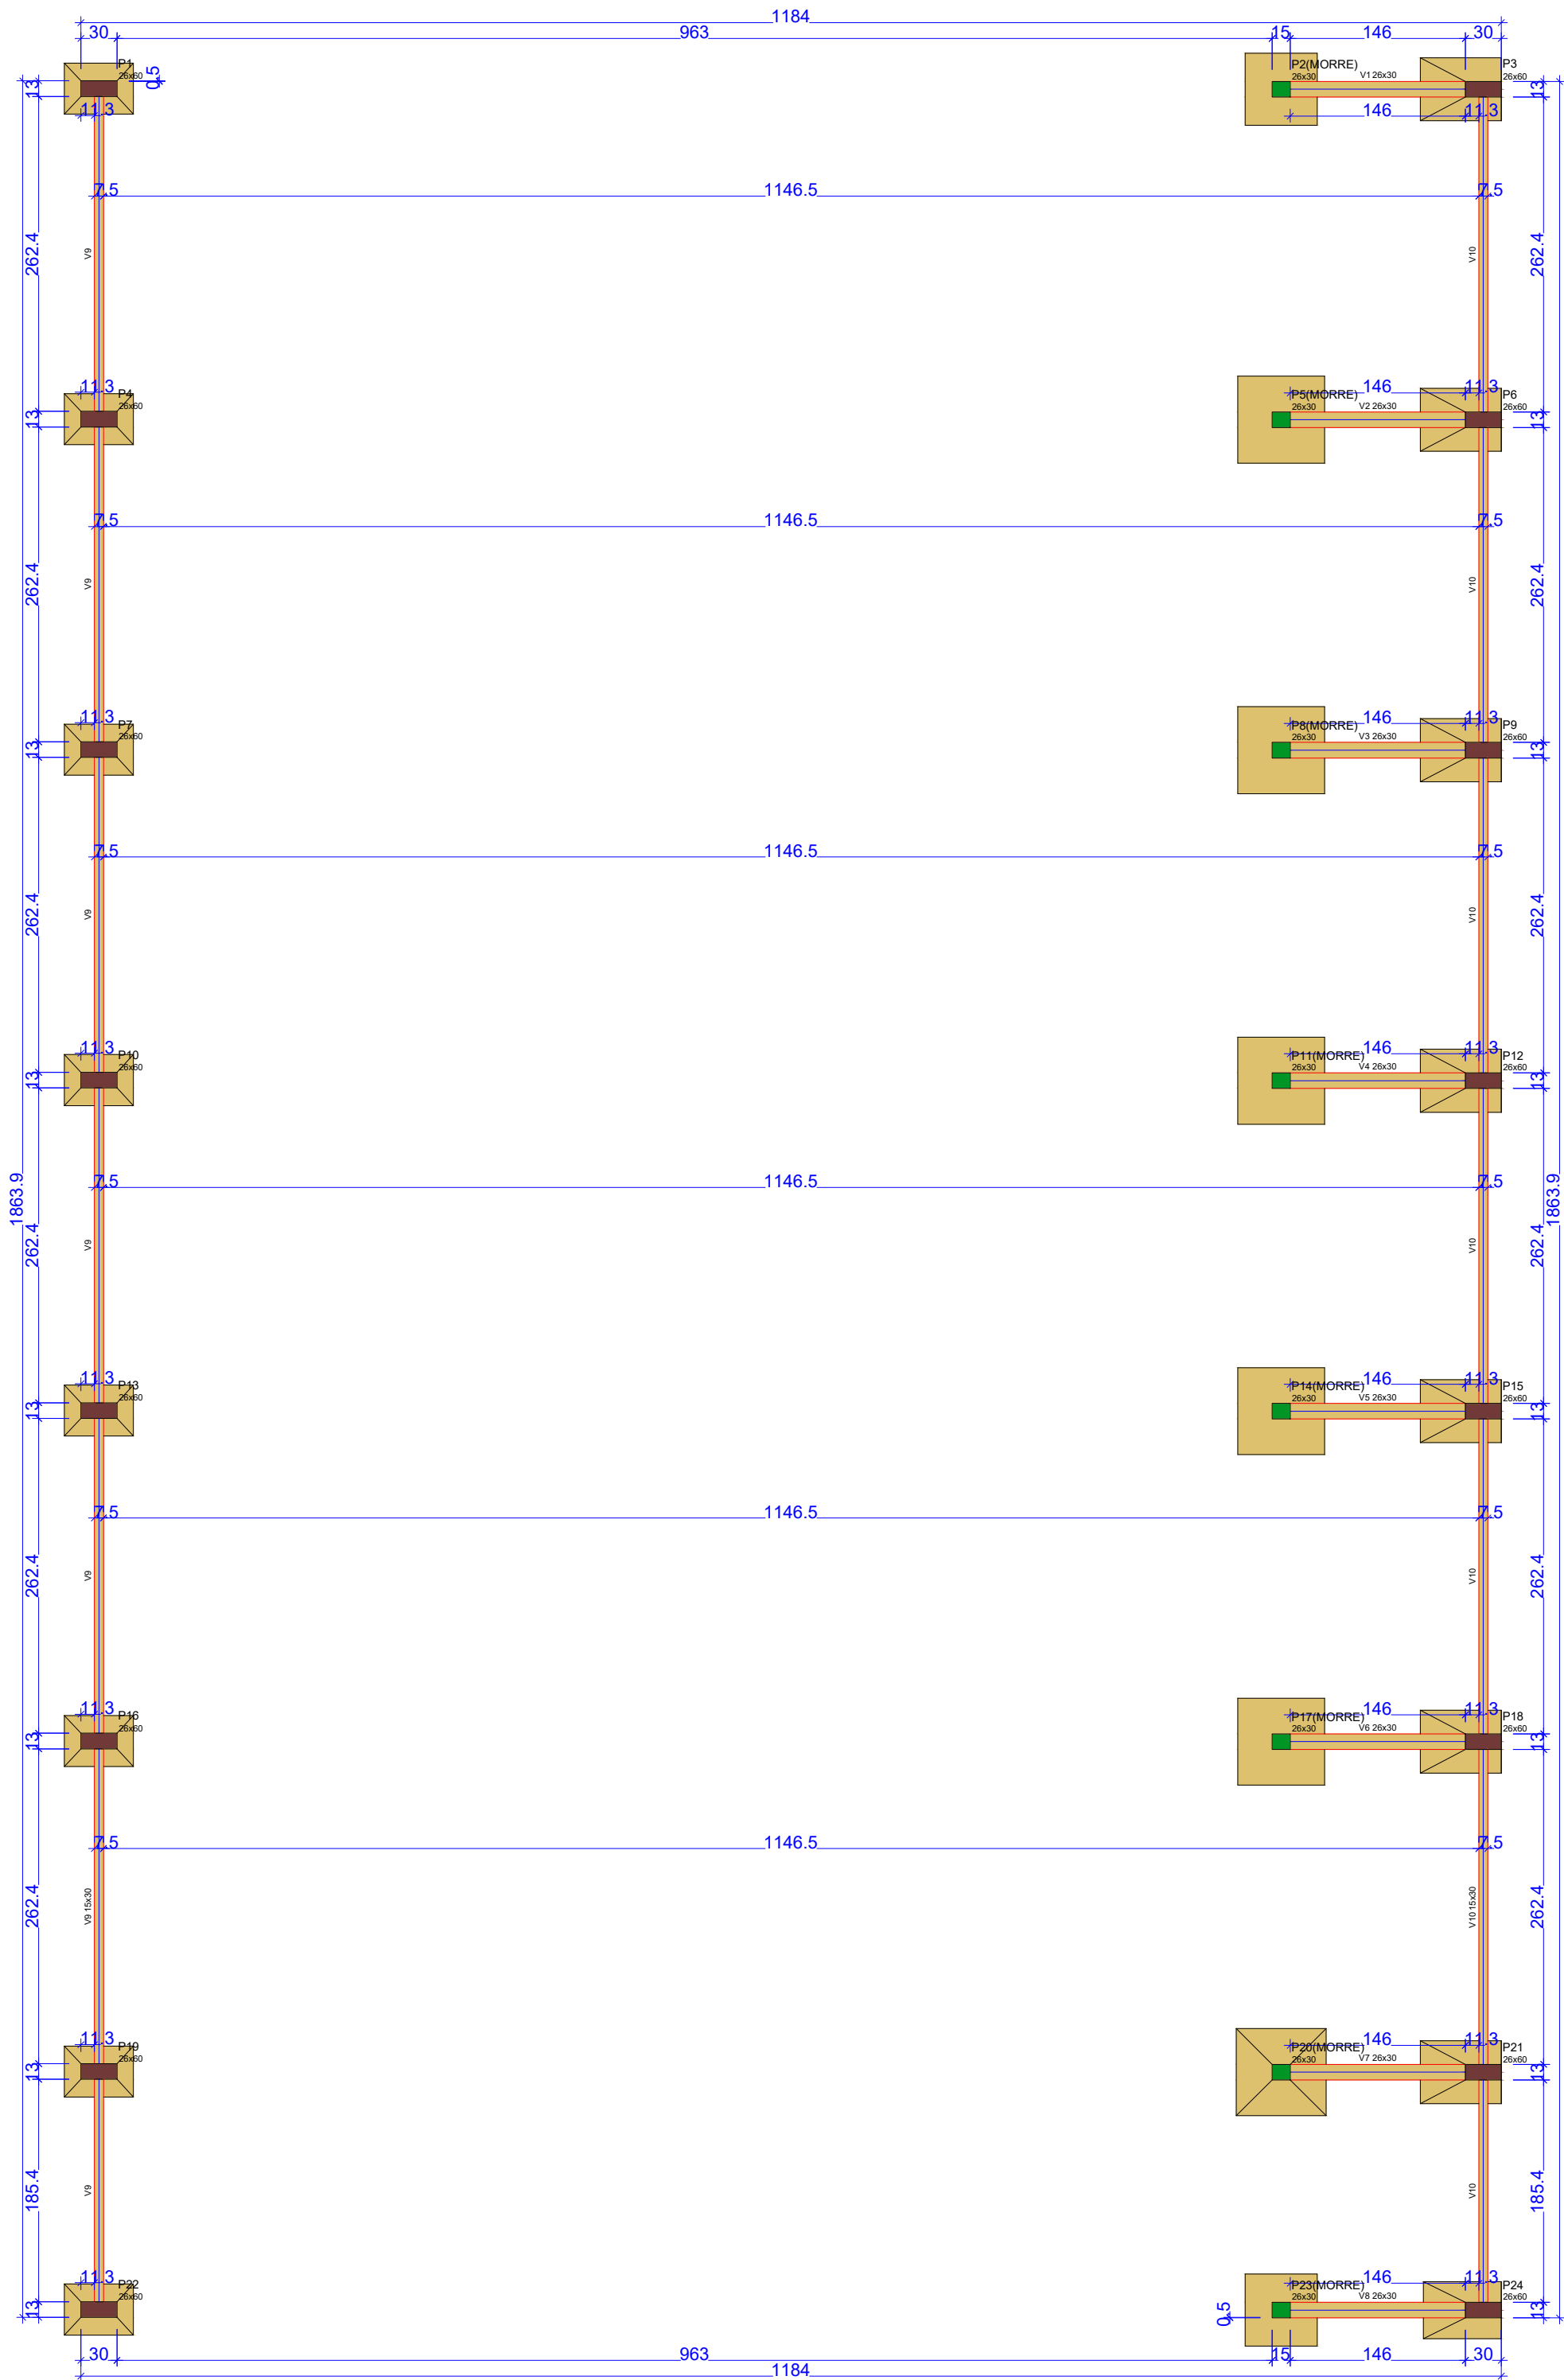 1184
30 963 15 146 30
P1
26x60
0.5
P2(MORRE)
26x30
V1 26x30
P3
26x60
13 13
11.3 146 11.3
7.5 1146.5 7.5
262.4 V9 V10 262.4
11.3 146 11.3
P4
26x60
P5(MORRE)
26x30
V2 26x30
P6
26x60
13 13
7.5 1146.5 7.5
262.4 V9 V10 262.4
11.3 146 11.3
P7
26x60
P8(MORRE)
26x30
V3 26x30
P9
26x60
13 13
7.5 1146.5 7.5
262.4 V9 V10 262.4
11.3 146 11.3
P10
26x60
P11(MORRE)
26x30
V4 26x30
P12
26x60
13 13
7.5 1146.5 7.5
1863.9 1863.9
262.4 V9 V10 262.4
11.3 146 11.3
P13
26x60
P14(MORRE)
26x30
V5 26x30
P15
26x60
13 13
7.5 1146.5 7.5
262.4 V9 V10 262.4
11.3 146 11.3
P16
26x60
P17(MORRE)
26x30
V6 26x30
P18
26x60
13 13
7.5 1146.5 7.5
262.4 V9 15x30 V10 15x30 262.4
11.3 146 11.3
P19
26x60
P20(MORRE)
26x30
V7 26x30
P21
26x60
13 13
185.4 V9 V10 185.4
11.3 146 11.3
P22
26x60
P23(MORRE)
26x30
V8 26x30
P24
26x60
13 0.5 13
30 963 15 146 30
1184